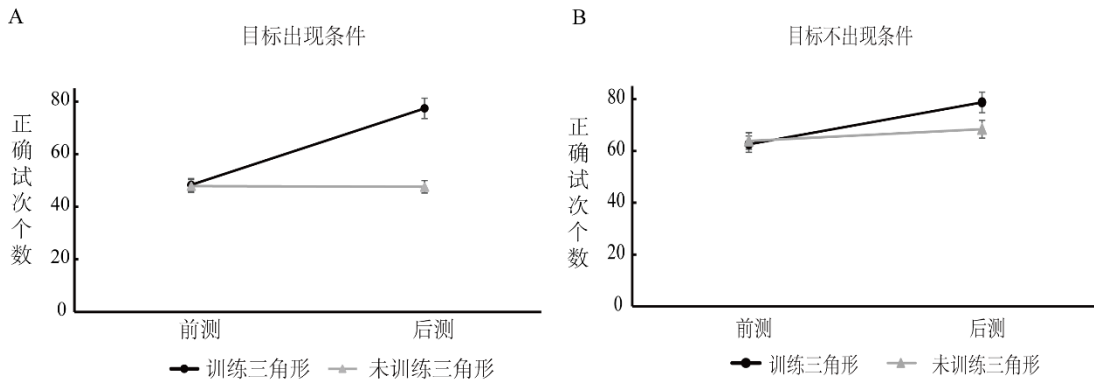 A
目标出现条件
正确试次个数
80
60
40
20
0
前测 后测
训练三角形 未训练三角形
B
目标不出现条件
正确试次个数
80
60
40
20
0
前测 后测
训练三角形 未训练三角形